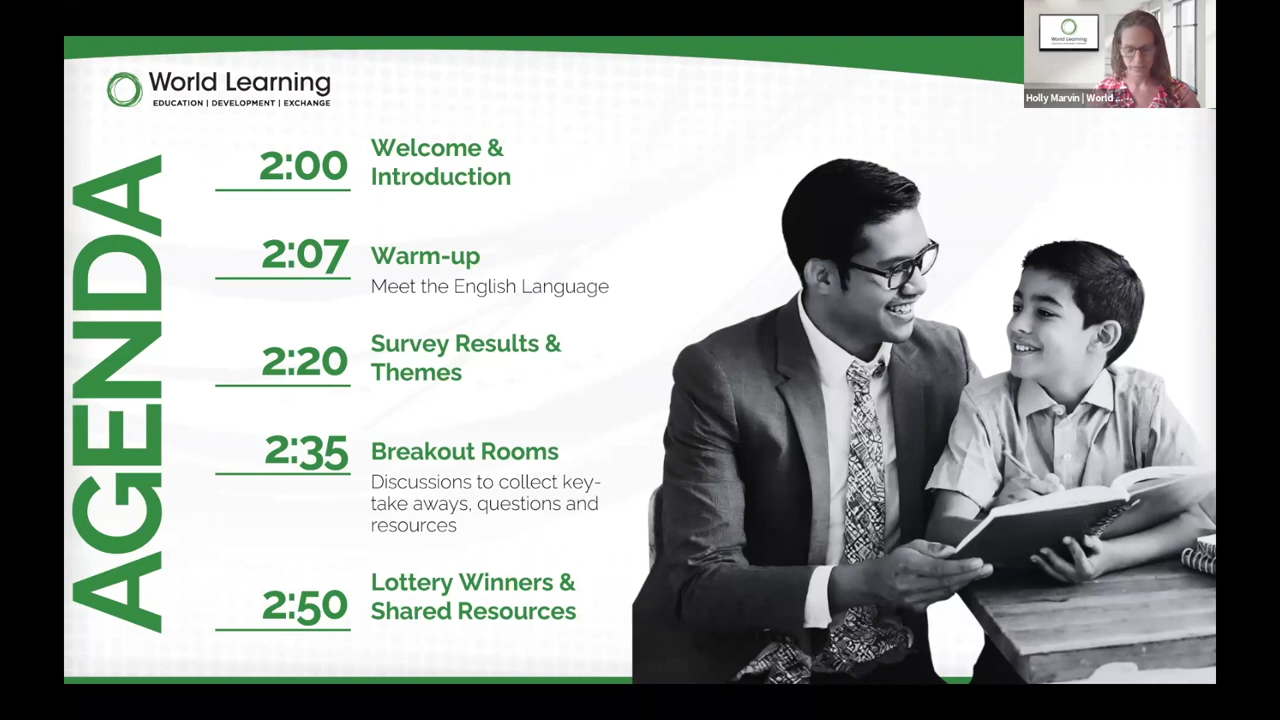 World Learning
EDUCATION | DEVELOPMENT | EXCHANGE
AGENDA
2:00
Welcome &
Introduction
2:07
Warm-up
Meet the English Language
2:20
Survey Results &
Themes
2:35
Breakout Rooms
Discussions to collect key-
take aways, questions and
resources
2:50
Lottery Winners &
Shared Resources
World Learning
Holly Marvin | World ...